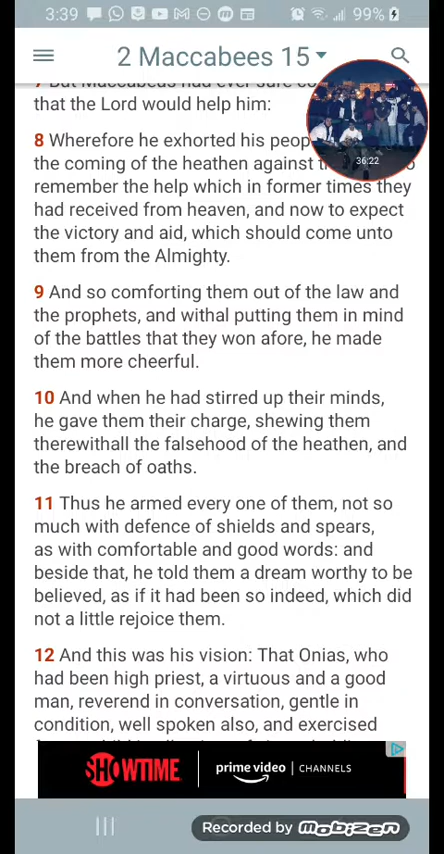 3:39 99%
2 Maccabees 15
that the Lord would help him:
8 Wherefore he exhorted his peop
the coming of the heathen against
remember the help which in former times they
had received from heaven, and now to expect
the victory and aid, which should come unto
them from the Almighty.
36:22
9 And so comforting them out of the law and
the prophets, and withal putting them in mind
of the battles that they won afore, he made
them more cheerful.
10 And when he had stirred up their minds,
he gave them their charge, shewing them
therewithall the falsehood of the heathen, and
the breach of oaths.
11 Thus he armed every one of them, not so
much with defence of shields and spears,
as with comfortable and good words: and
beside that, he told them a dream worthy to be
believed, as if it had been so indeed, which did
not a little rejoice them.
12 And this was his vision: That Onias, who
had been high priest, a virtuous and a good
man, reverend in conversation, gentle in
condition, well spoken also, and exercised
SHOWTIME prime video | CHANNELS
Recorded by Mobizen